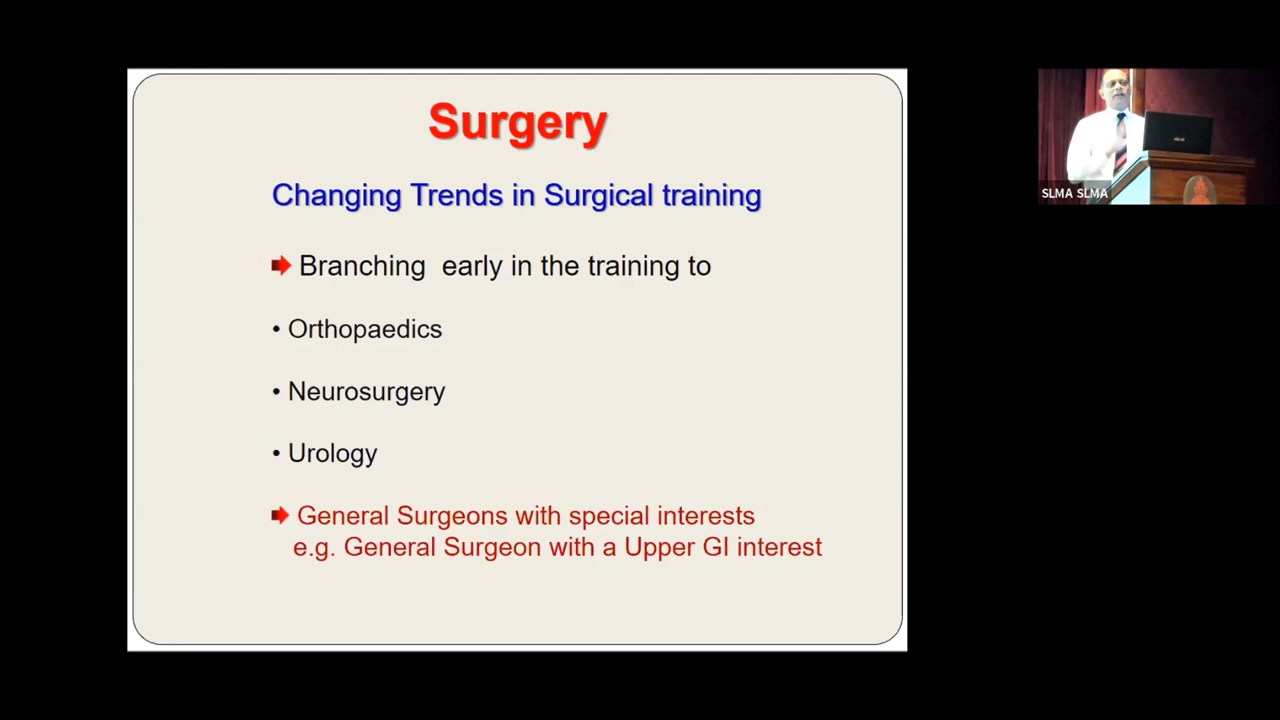 Surgery
Changing Trends in Surgical training
Branching early in the training to
• Orthopaedics
• Neurosurgery
• Urology
General Surgeons with special interests
e.g. General Surgeon with a Upper GI interest
SLMA SLMA